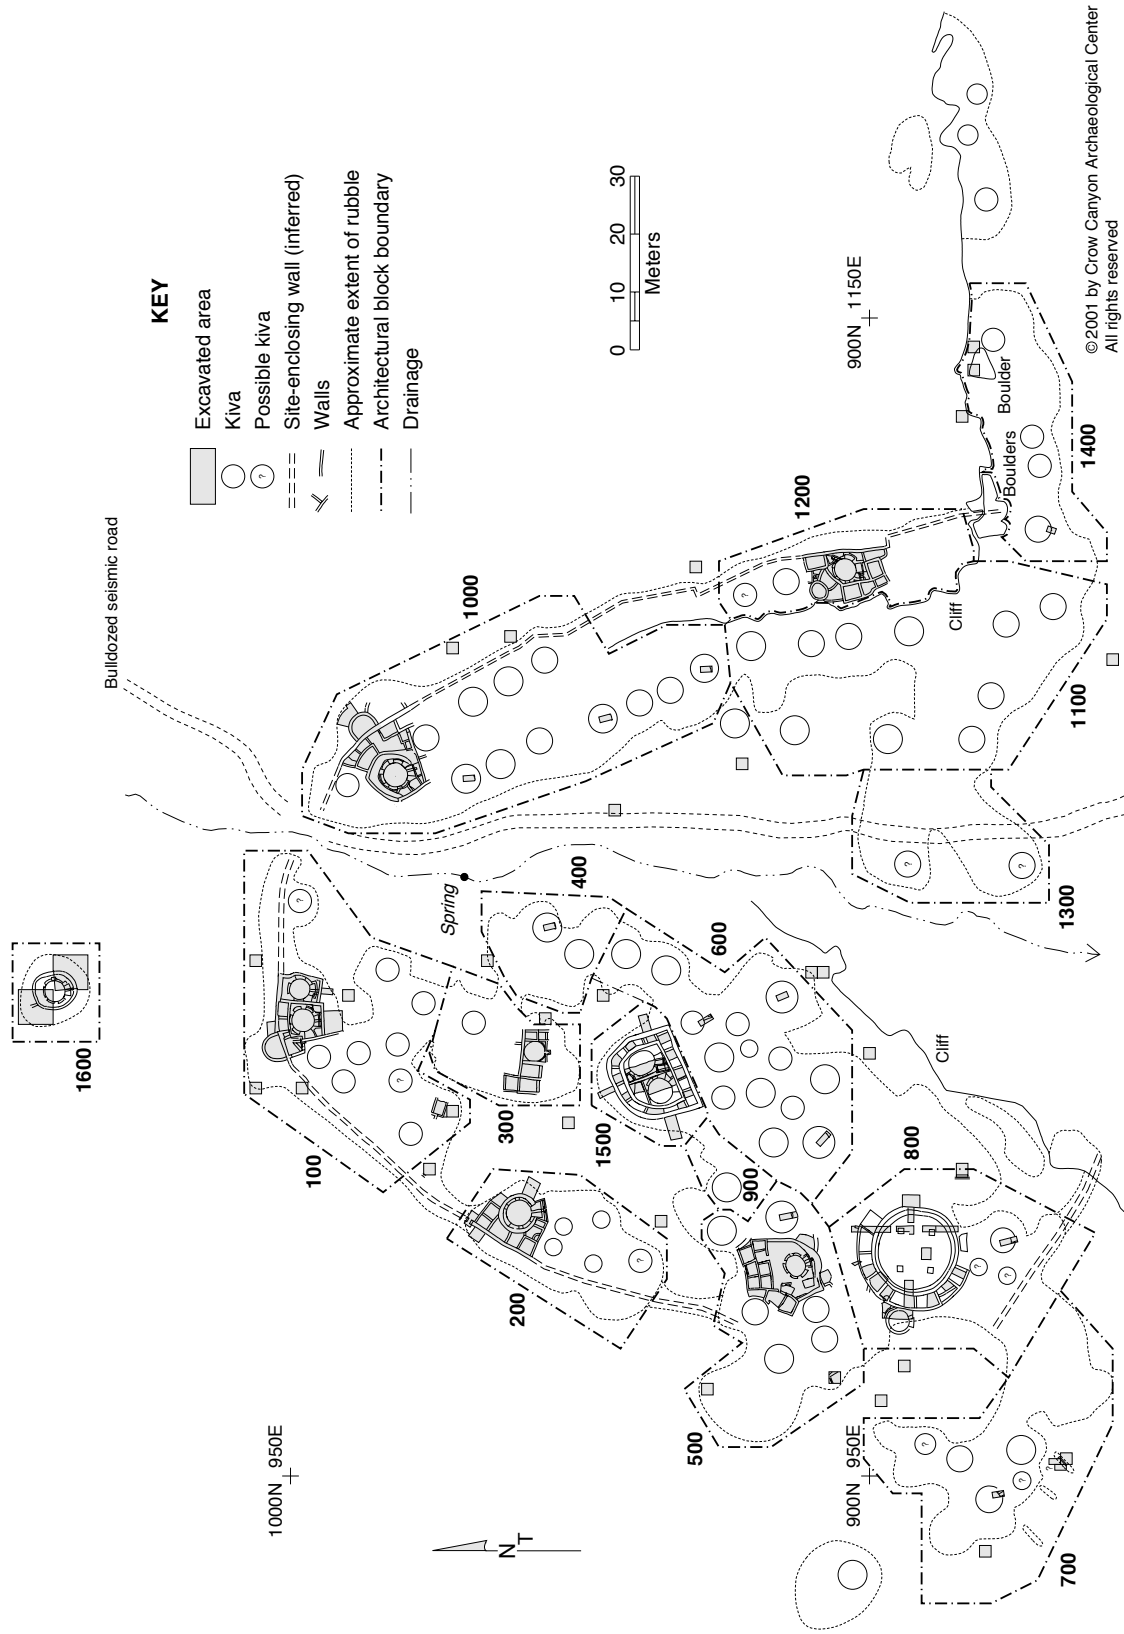 KEY
Excavated area
Kiva
? Possible kiva
Site-enclosing wall (inferred)
Walls
Approximate extent of rubble
Architectural block boundary
Drainage
0 10 20 30
Meters
Bulldozed seismic road
1000N 950E
900N 950E
900N 1150E
N
T
Spring
Cliff
Cliff
Boulder
Boulders
100
200
300
400
500
600
700
800
900
1000
1100
1200
1300
1400
1500
1600
?
?
?
?
?
?
?
?
?
?
?
©2001 by Crow Canyon Archaeological Center
All rights reserved